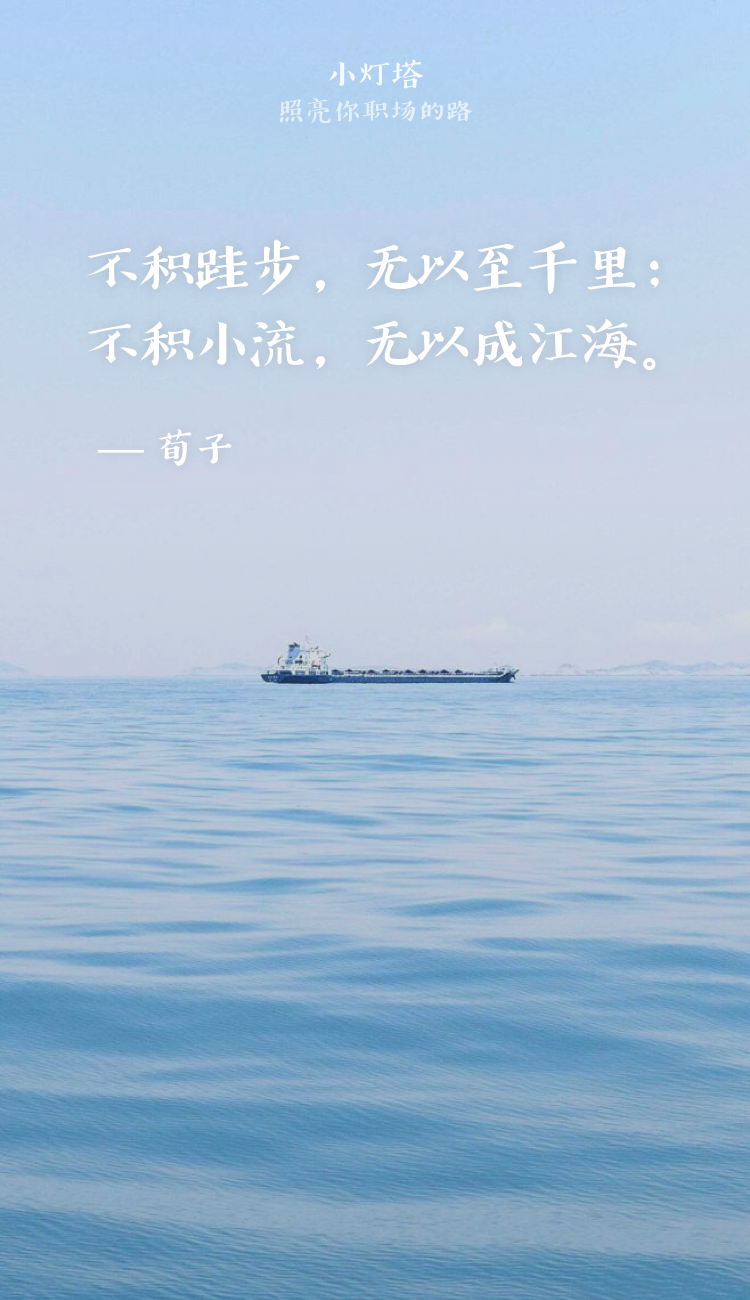 小灯塔
照亮你职场的路
不积跬步，无以至千里；
不积小流，无以成江海。
— 荀子